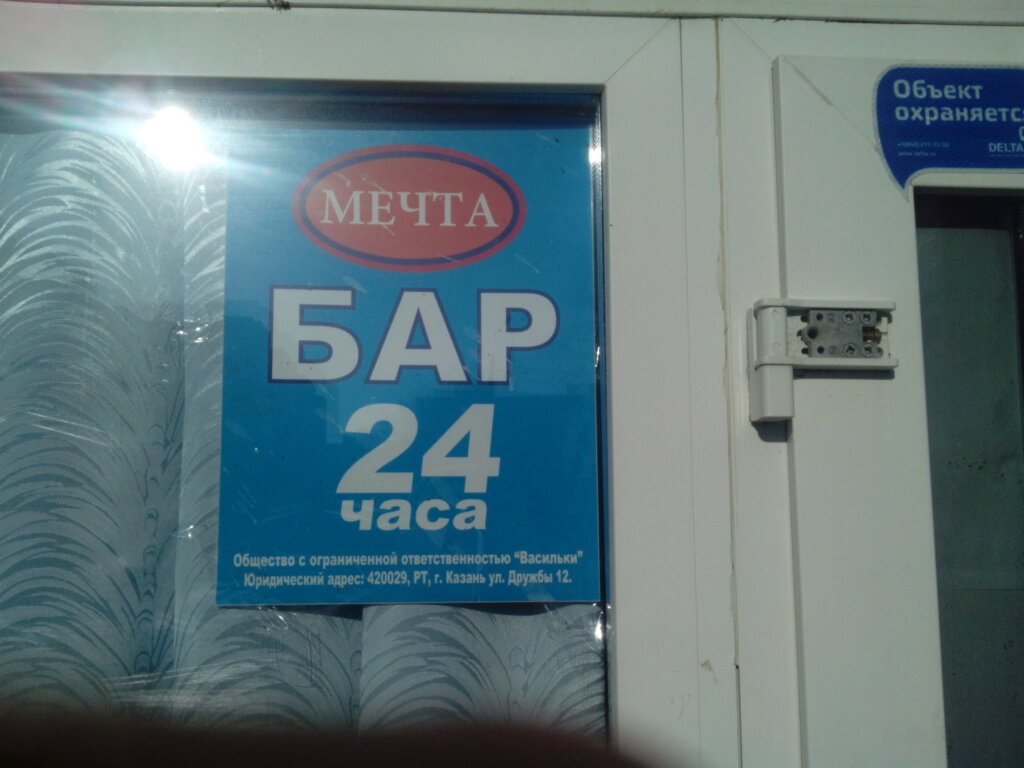 МЕЧТА
БАР
24
часа
Общество с ограниченной ответственностью "Васильки"
Юридический адрес: 420029, РТ, г. Казань ул. Дружбы 12.
Объект
охраняется
DELTA